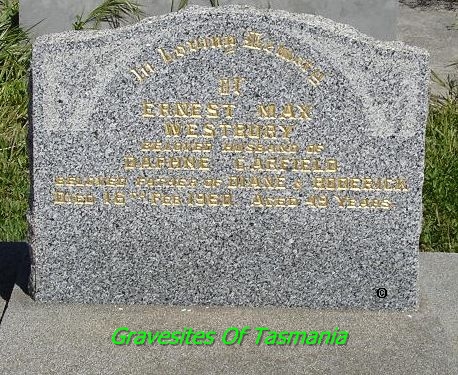 In Loving Memory
Of
ERNEST MAX
WESTBURY
BELOVED HUSBAND OF
DAPHNE GARFIELD
BELOVED FATHER OF DIANE & RODERICK
DIED 16TH FEB 1960 AGED 49 YEARS
©
Gravesites Of Tasmania